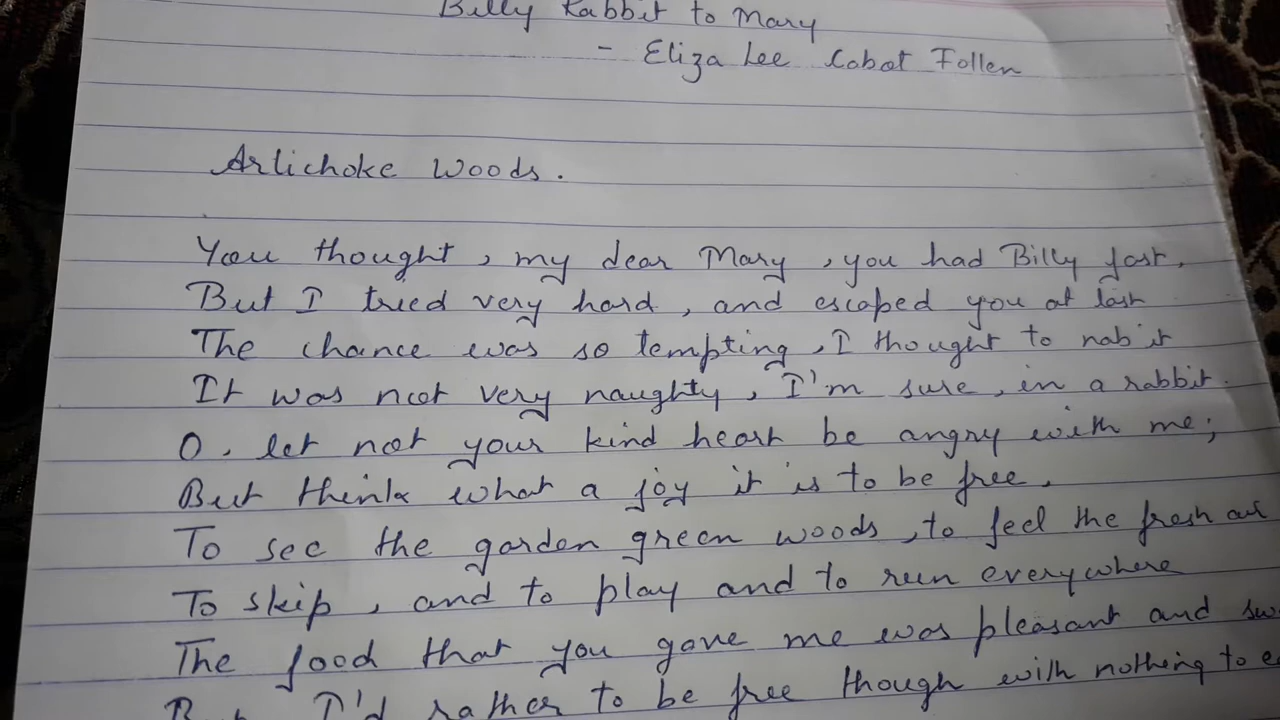 Billy Rabbit to Mary
- Eliza Lee Cabot Follen
Artichoke Woods.
You thought, my dear Mary, you had Billy fast,
But I tried very hard, and escaped you at last
The chance was so tempting, I thought to nab it
It was not very naughty, I'm sure, in a rabbit.
O, let not your kind heart be angry with me;
But think what a joy it is to be free.
To see the garden green woods, to feel the fresh air
To skip, and to play and to run everywhere
The food that you gave me was pleasant and
But I'd rather to be free though with nothing to